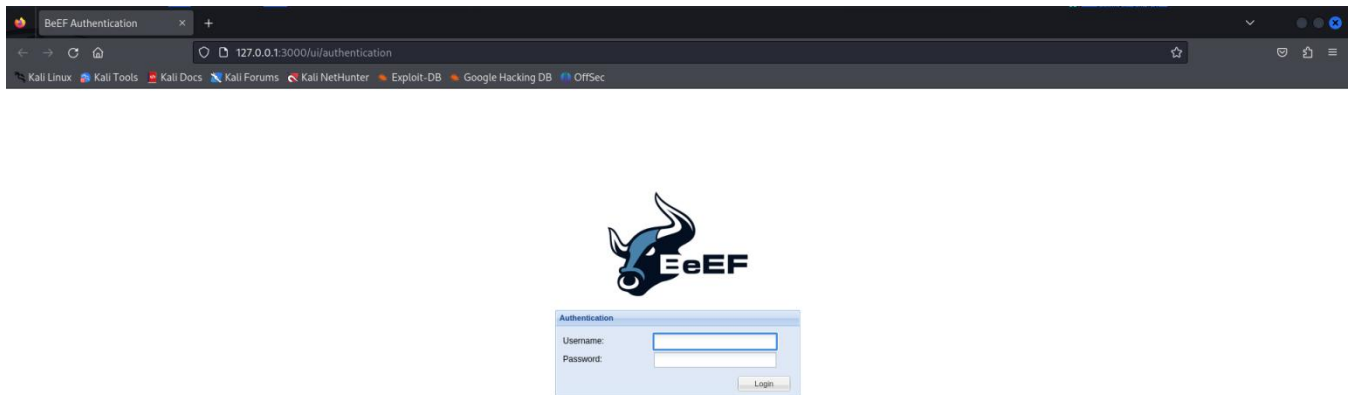 BeEF Authentication
127.0.0.1:3000/ui/authentication
Kali Linux Kali Tools Kali Docs Kali Forums Kali NetHunter Exploit-DB Google Hacking DB OffSec
BeEF
Authentication
Username:
Password:
Login